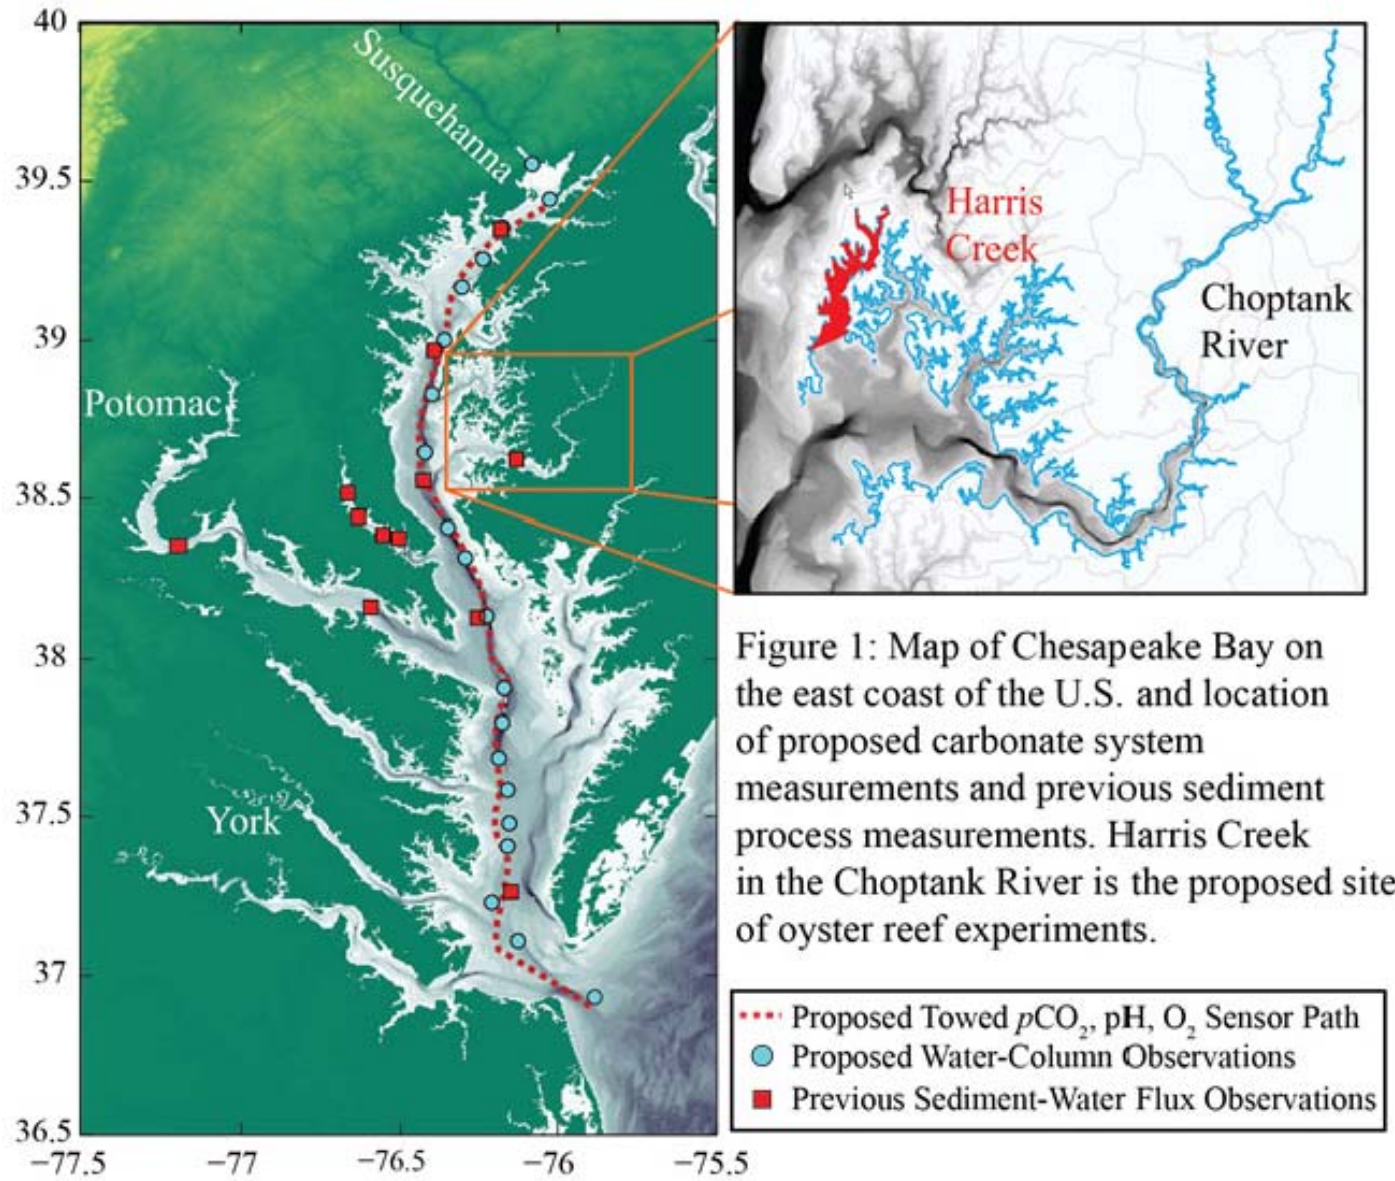 40
39.5
39
38.5
38
37.5
37
36.5
−77.5
−77
−76.5
−76
−75.5
Susquehanna
Potomac
York
Harris
Creek
Choptank
River
Figure 1: Map of Chesapeake Bay on
the east coast of the U.S. and location
of proposed carbonate system
measurements and previous sediment
process measurements. Harris Creek
in the Choptank River is the proposed site
of oyster reef experiments.
Proposed Towed pCO₂, pH, O₂ Sensor Path
Proposed Water-Column Observations
Previous Sediment-Water Flux Observations